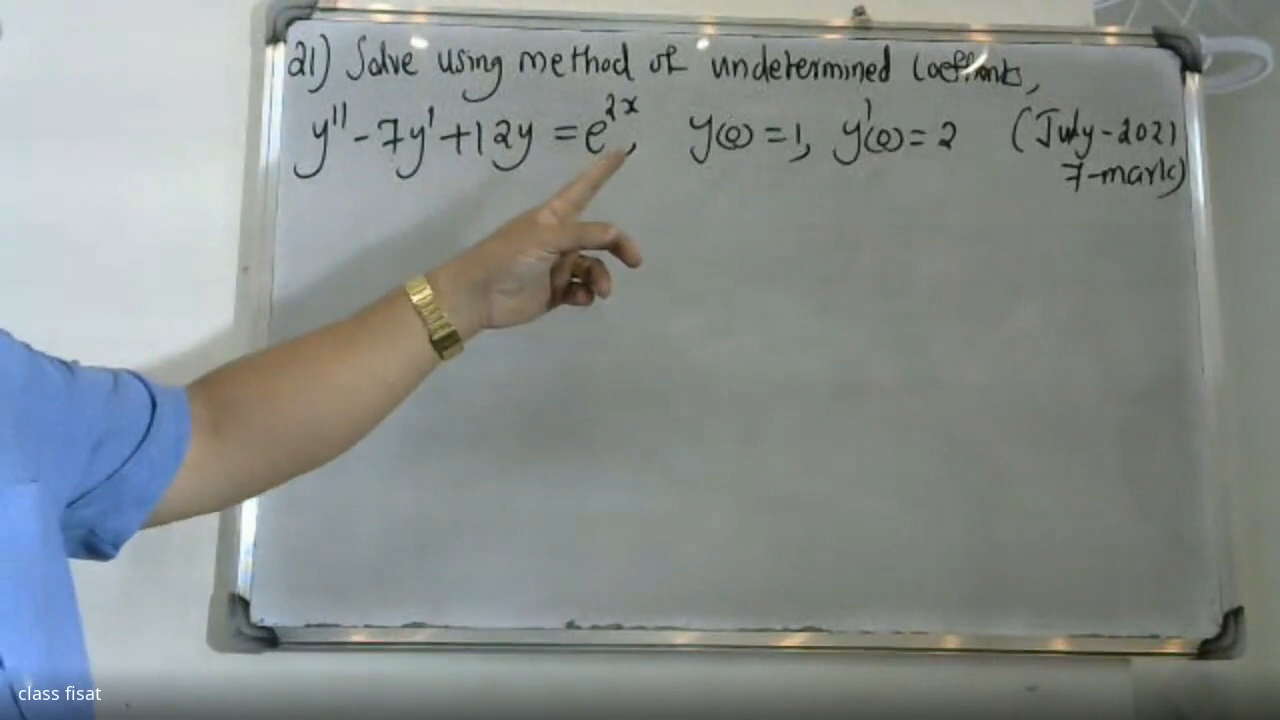 21) Solve using method of undetermined Coefficients,
y'' - 7y' + 12y = e^{2x}, y(0) = 1, y'(0) = 2 (July-2021
7-mark)
class fisat